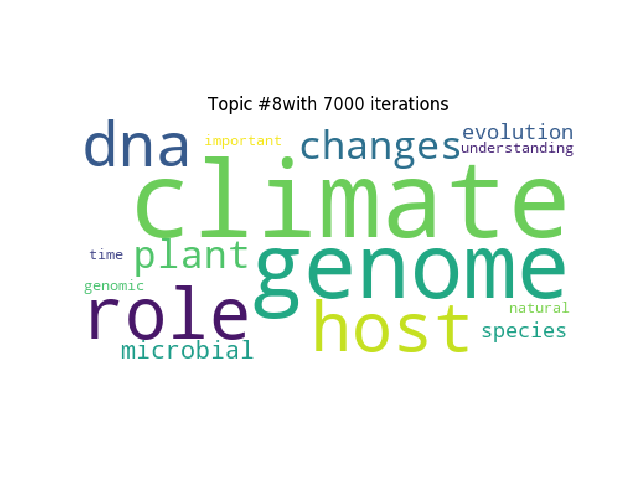 Topic #8with 7000 iterations
dna
important
changes
evolution
understanding
climate
time
plant
genome
genomic
role
host
natural
species
microbial